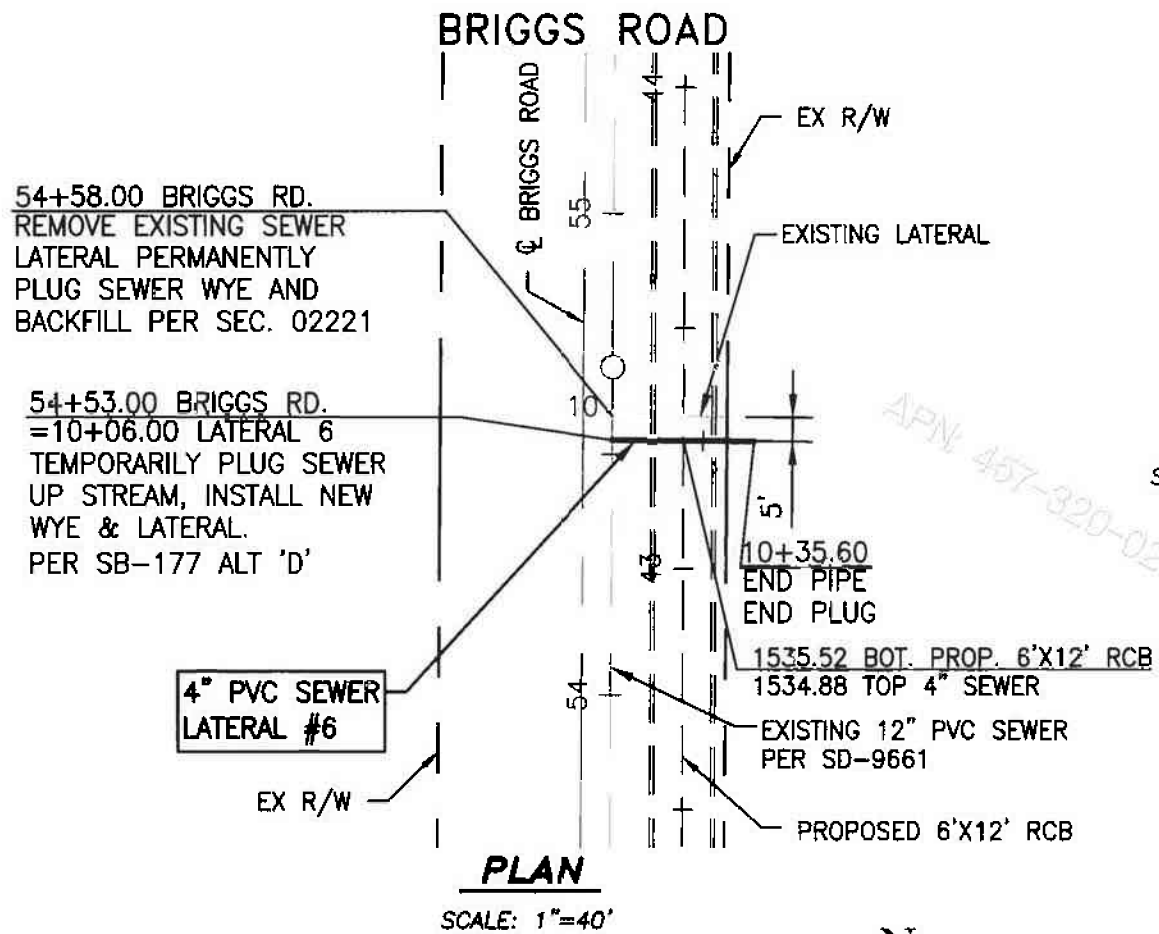 BRIGGS ROAD
℄ BRIGGS ROAD
55
44
EX R/W
54+58.00 BRIGGS RD.
REMOVE EXISTING SEWER
LATERAL PERMANENTLY
PLUG SEWER WYE AND
BACKFILL PER SEC. 02221
EXISTING LATERAL
10
54+53.00 BRIGGS RD.
=10+06.00 LATERAL 6
TEMPORARILY PLUG SEWER
UP STREAM, INSTALL NEW
WYE & LATERAL.
PER SB-177 ALT 'D'
APN: 457-320-02
S
5'
43
10+35.60
END PIPE
END PLUG
1535.52 BOT. PROP. 6'X12' RCB
1534.88 TOP 4" SEWER
4" PVC SEWER
LATERAL #6
54
EXISTING 12" PVC SEWER
PER SD-9661
EX R/W
PROPOSED 6'X12' RCB
PLAN
SCALE: 1"=40'